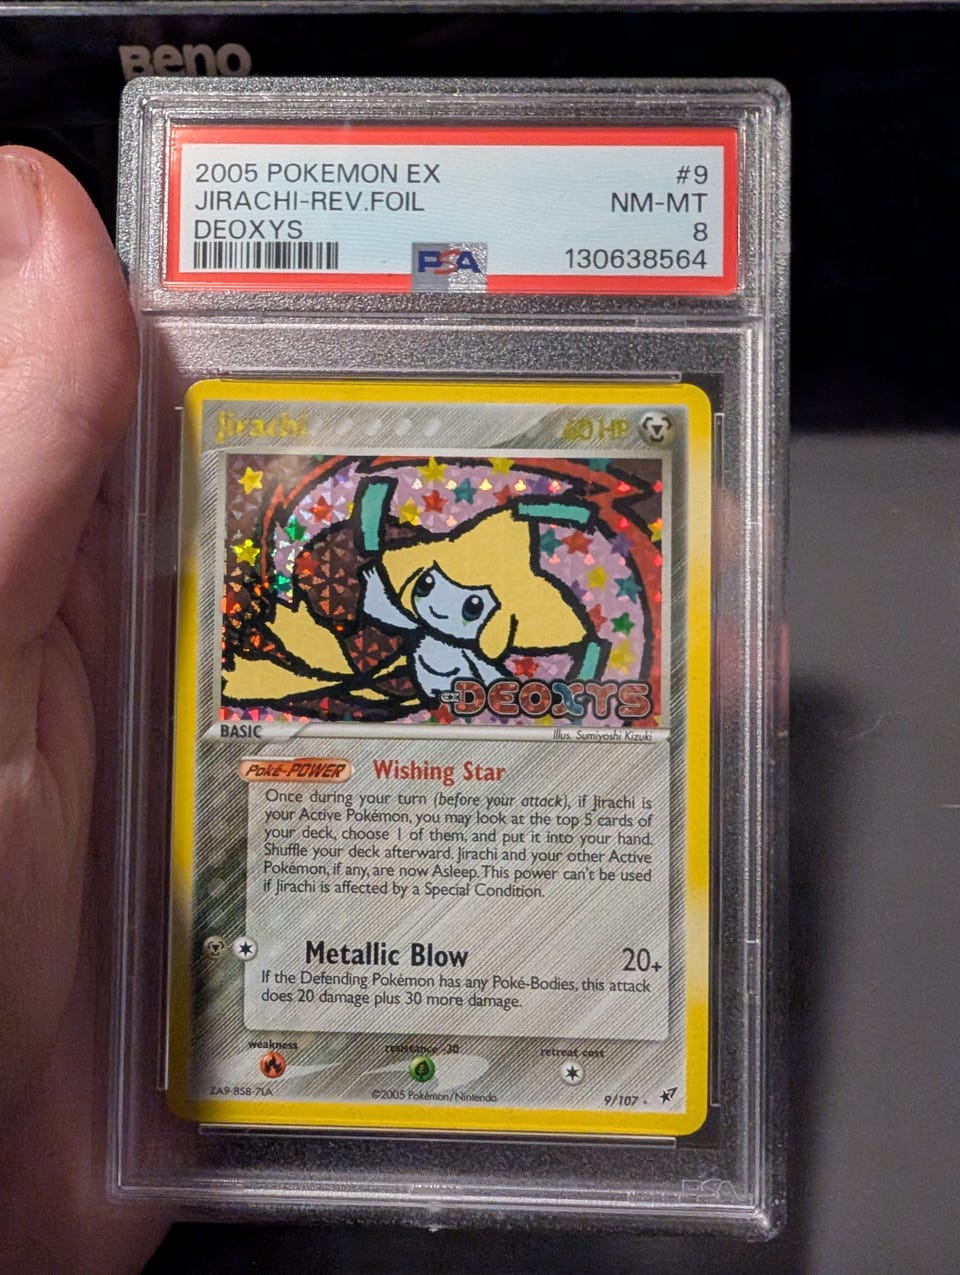 BenQ
2005 POKEMON EX #9
JIRACHI-REV.FOIL NM-MT
DEOXYS 8
PSA 130638564
Jirachi 60 HP
EX DEOXYS
BASIC Illus. Sumiyoshi Kizuki
Poké-POWER Wishing Star
Once during your turn (before your attack), if Jirachi is
your Active Pokémon, you may look at the top 5 cards of
your deck, choose 1 of them, and put it into your hand.
Shuffle your deck afterward. Jirachi and your other Active
Pokémon, if any, are now Asleep. This power can't be used
if Jirachi is affected by a Special Condition.
Metallic Blow 20+
If the Defending Pokémon has any Poké-Bodies, this attack
does 20 damage plus 30 more damage.
weakness resistance -30 retreat cost
ZA9-858-7LA ©2005 Pokémon/Nintendo 9/107
PSA